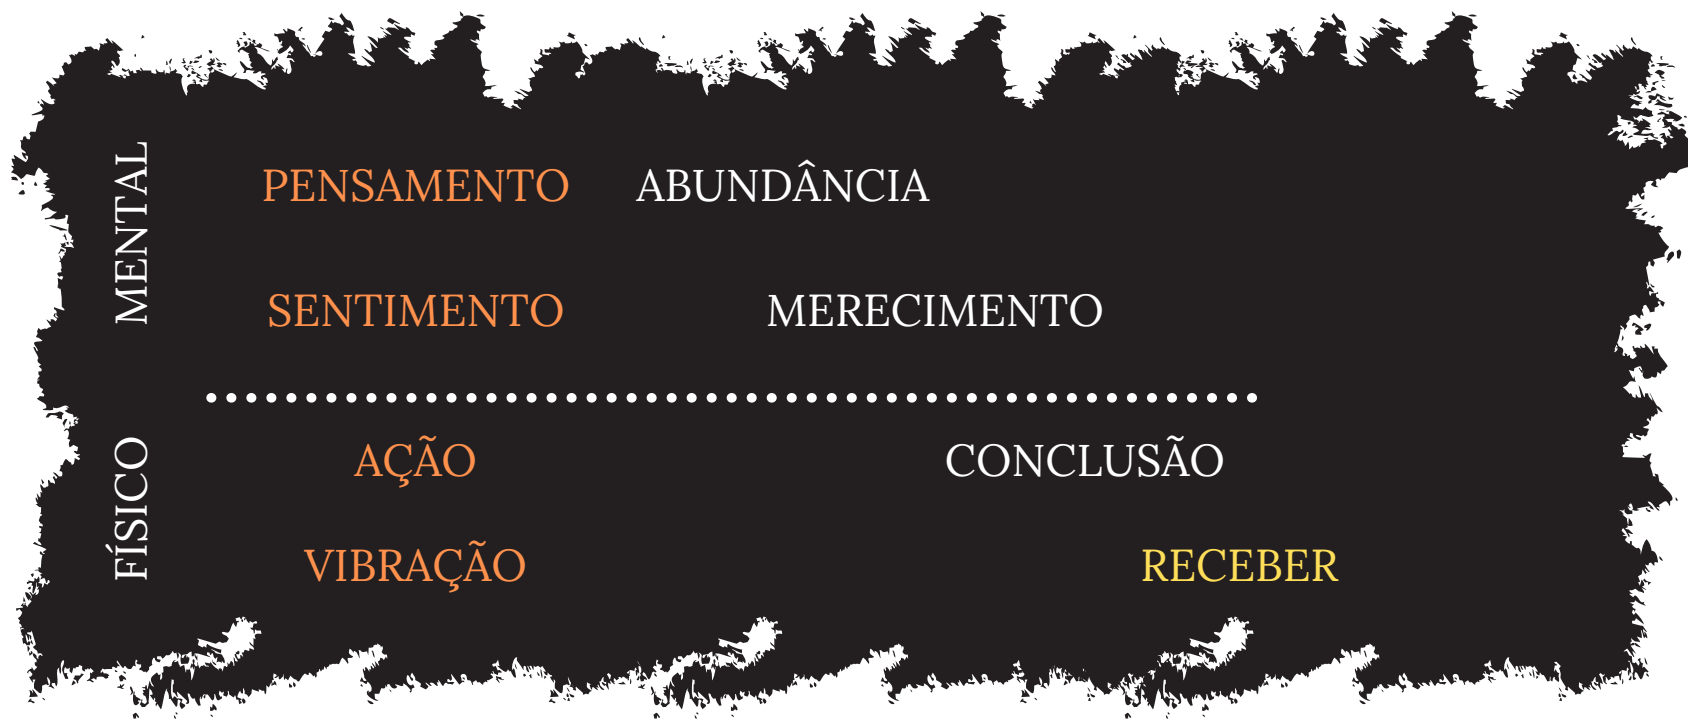 MENTAL
PENSAMENTO ABUNDÂNCIA
SENTIMENTO MERECIMENTO
FÍSICO
AÇÃO CONCLUSÃO
VIBRAÇÃO RECEBER